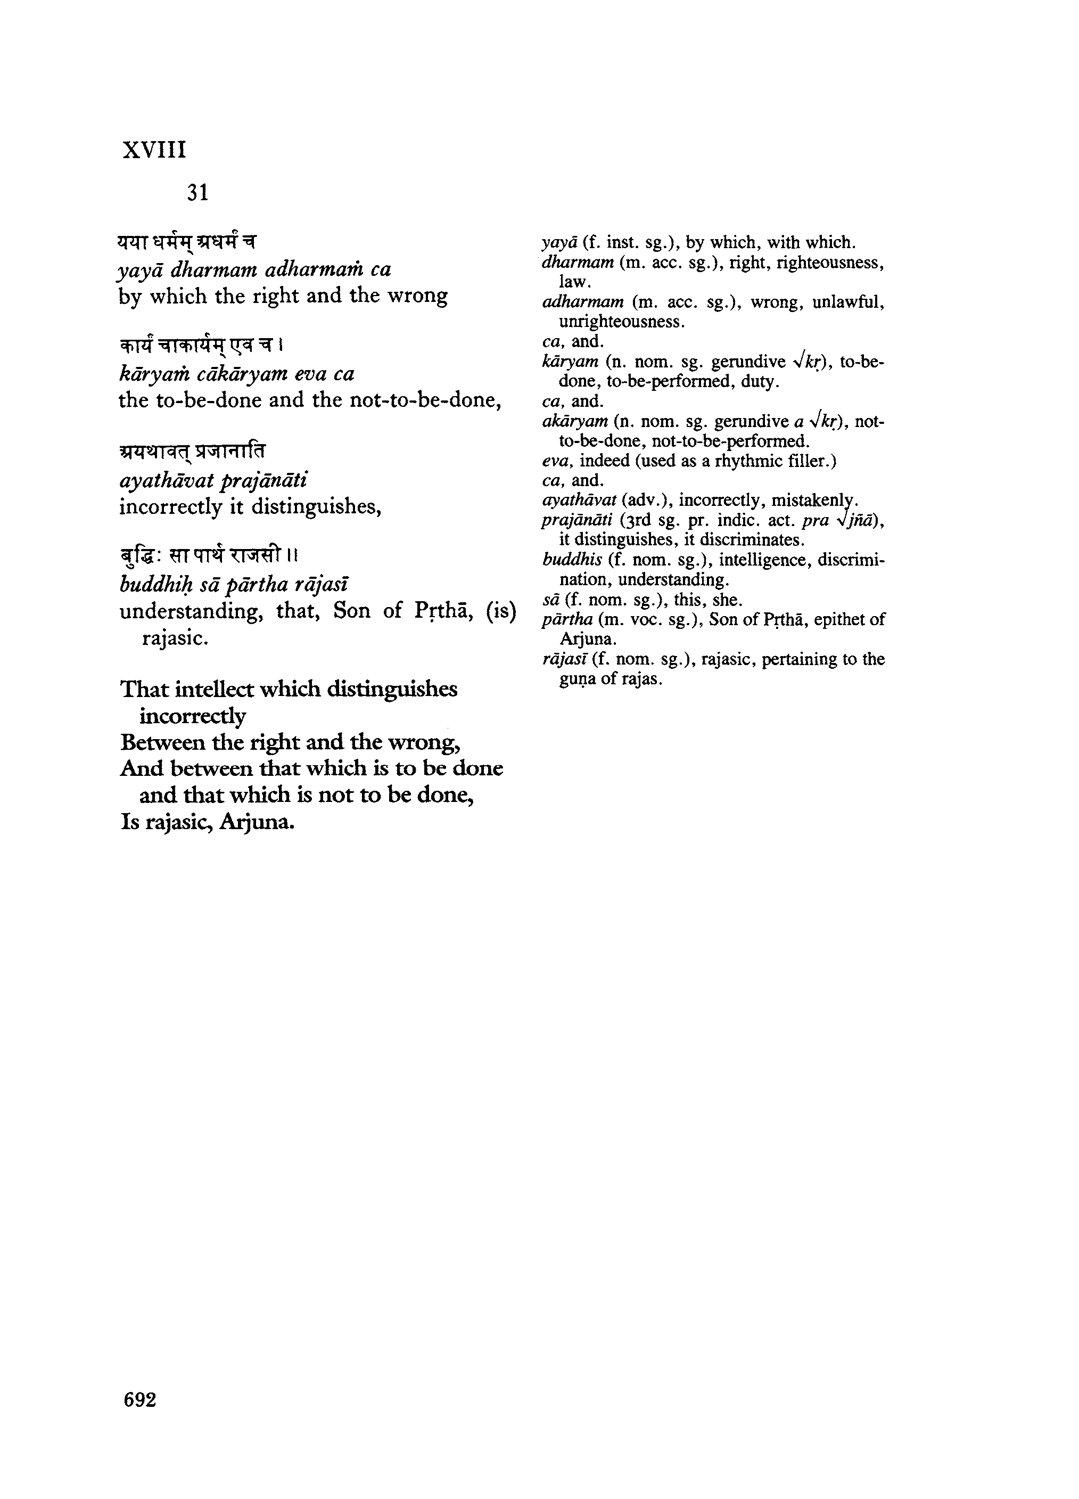 XVIII
31
यया धर्मम् अधर्मं च
yayā dharmam adharmaṁ ca
by which the right and the wrong
कार्यं चाकार्यम् एव च ।
kāryaṁ cākāryam eva ca
the to-be-done and the not-to-be-done,
अयथावत् प्रजानाति
ayathāvat prajānāti
incorrectly it distinguishes,
बुद्धिः सा पार्थ राजसी ॥
buddhiḥ sā pārtha rājasī
understanding, that, Son of Pṛthā, (is)
rajasic.
That intellect which distinguishes
incorrectly
Between the right and the wrong,
And between that which is to be done
and that which is not to be done,
Is rajasic, Arjuna.
yayā (f. inst. sg.), by which, with which.
dharmam (m. acc. sg.), right, righteousness,
law.
adharmam (m. acc. sg.), wrong, unlawful,
unrighteousness.
ca, and.
kāryam (n. nom. sg. gerundive √kṛ), to-be-
done, to-be-performed, duty.
ca, and.
akāryam (n. nom. sg. gerundive a √kṛ), not-
to-be-done, not-to-be-performed.
eva, indeed (used as a rhythmic filler.)
ca, and.
ayathāvat (adv.), incorrectly, mistakenly.
prajānāti (3rd sg. pr. indic. act. pra √jñā),
it distinguishes, it discriminates.
buddhis (f. nom. sg.), intelligence, discrimi-
nation, understanding.
sā (f. nom. sg.), this, she.
pārtha (m. voc. sg.), Son of Pṛthā, epithet of
Arjuna.
rājasī (f. nom. sg.), rajasic, pertaining to the
guṇa of rajas.
692